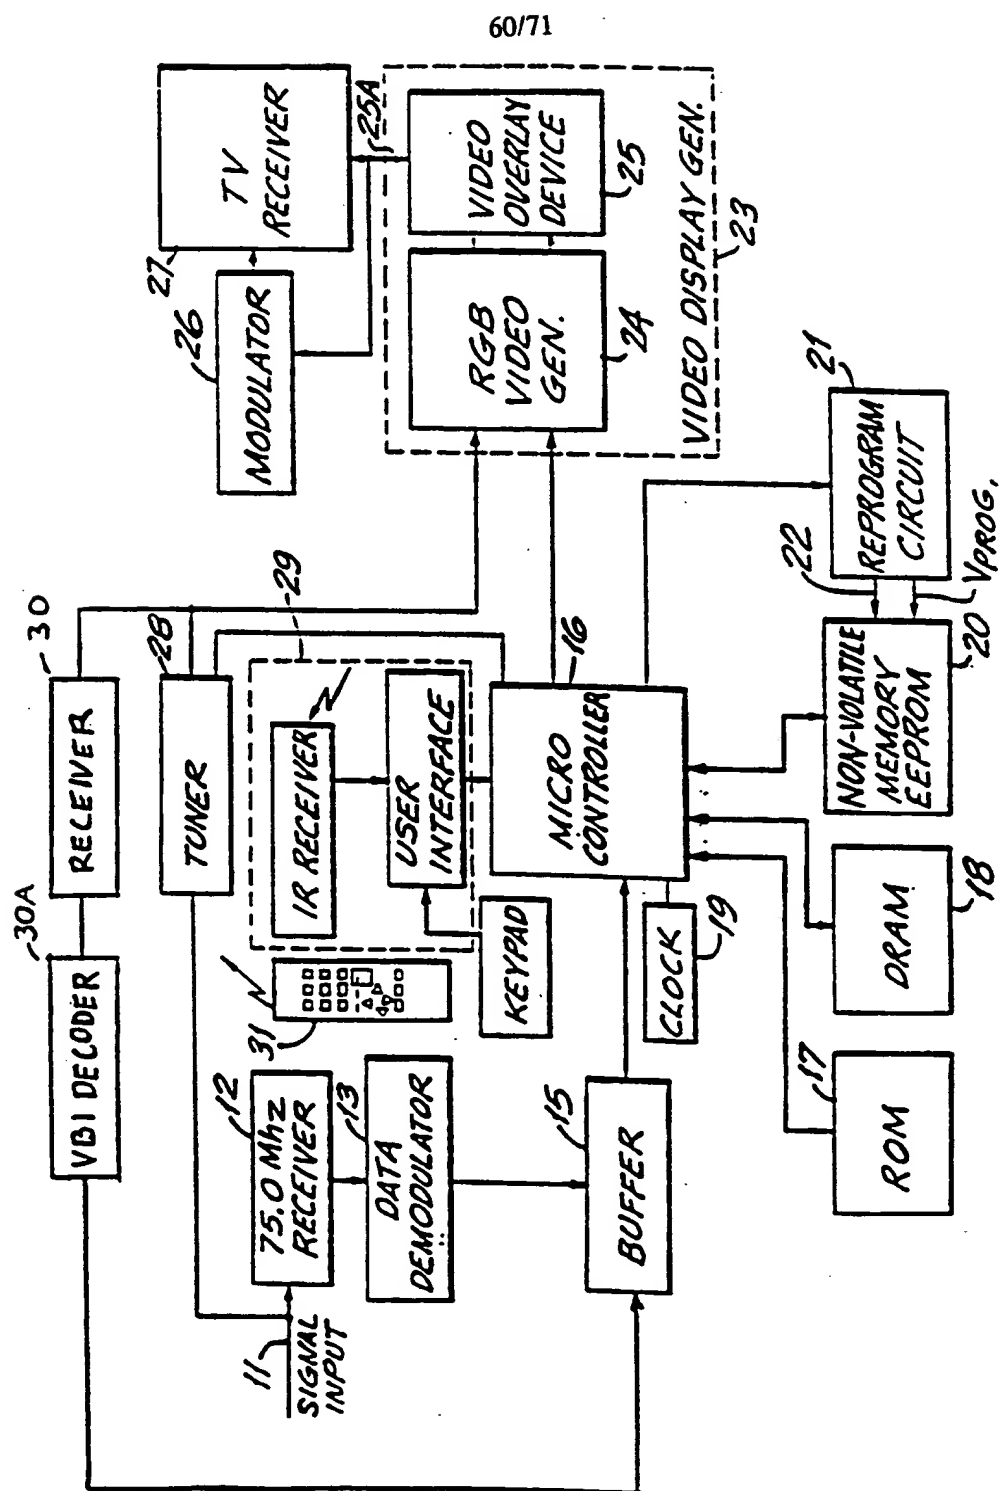 60/71
30A
VBI DECODER
RECEIVER
30
TUNER
28
TV
RECEIVER
27
MODULATOR
26
25A
VIDEO
OVERLAY
DEVICE
25
RGB
VIDEO
GEN.
24
VIDEO DISPLAY GEN.
23
11
SIGNAL
INPUT
12
75.0 Mhz
RECEIVER
13
DATA
DEMODULATOR
31
IR RECEIVER
29
USER
INTERFACE
KEYPAD
15
BUFFER
MICRO
CONTROLLER
16
CLOCK
19
ROM
17
DRAM
18
NON-VOLATILE
MEMORY
EEPROM
20
22
VPROG.
REPROGRAM
CIRCUIT
21